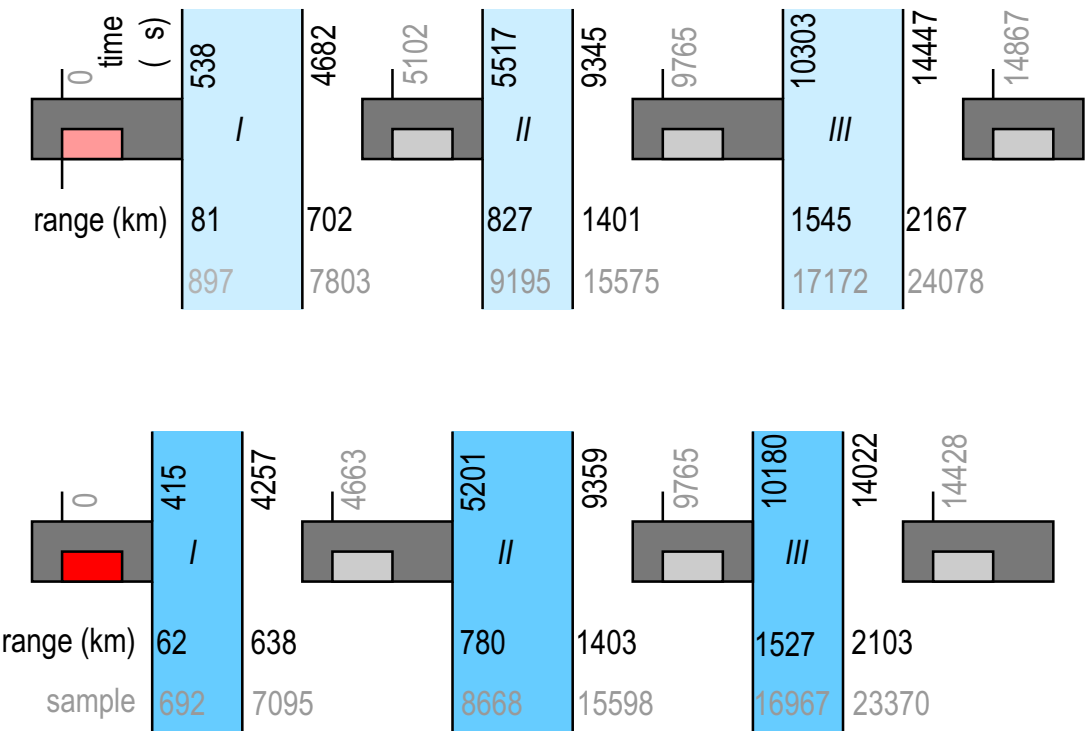 0 time ( s) 538 4682 5102 5517 9345 9765 10303 14447 14867
I II III
range (km) 81 702 827 1401 1545 2167
897 7803 9195 15575 17172 24078
0 415 4257 4663 5201 9359 9765 10180 14022 14428
I II III
range (km) 62 638 780 1403 1527 2103
sample 692 7095 8668 15598 16967 23370